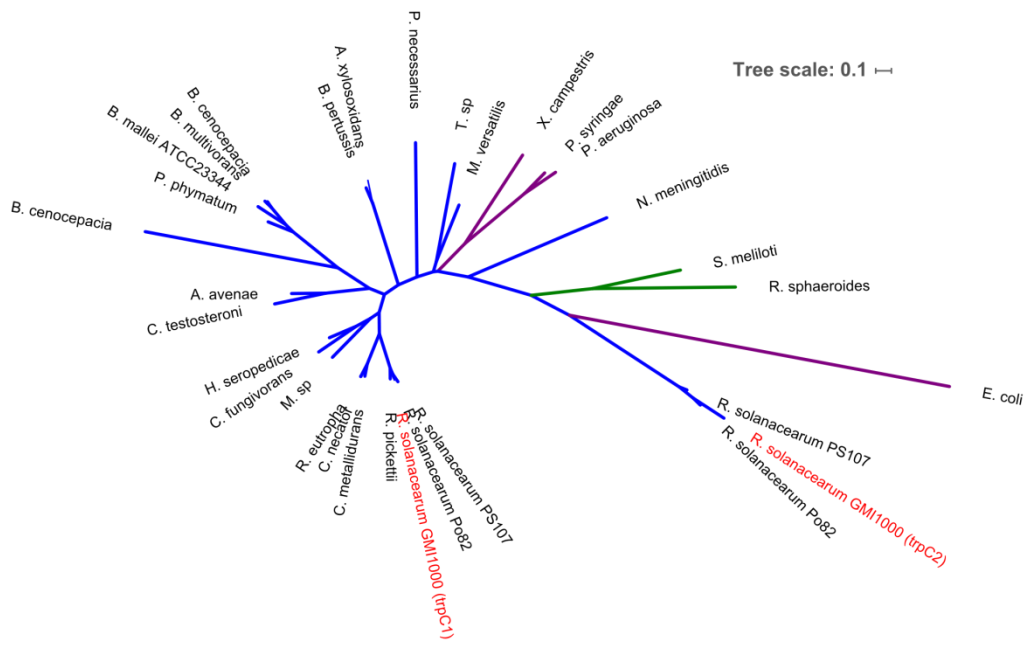 P. necessarius
A. xylosoxidans
B. pertussis
T. sp
M. versatilis
X. campestris
P. syringae
P. aeruginosa
Tree scale: 0.1
B. cenocepacia
B. multivorans
B. mallei ATCC23344
P. phymatum
B. cenocepacia
N. meningitidis
S. meliloti
R. sphaeroides
A. avenae
C. testosteroni
H. seropedicae
C. fungivorans
M. sp
E. coli
R. eutropha
C. necator
C. metallidurans
R. pickettii
R. solanacearum GMI1000 (trpC1)
R. solanacearum Po82
R. solanacearum PS107
R. solanacearum PS107
R. solanacearum GMI1000 (trpC2)
R. solanacearum Po82